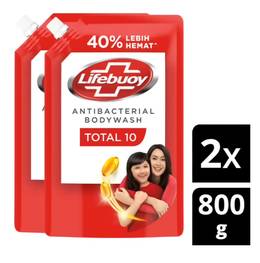 40% LEBIH
HEMAT*
Lifebuoy
ANTIBACTERIAL
BODYWASH
TOTAL 10
2x
800
g